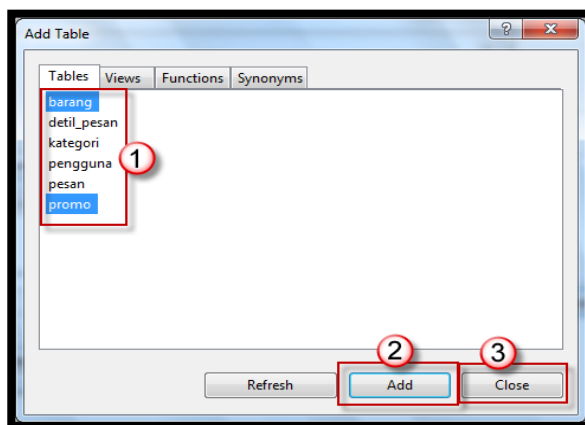 Add Table
?
Tables Views Functions Synonyms
barang
detil_pesan
kategori
pengguna
pesan
promo
1
2
3
Refresh Add Close